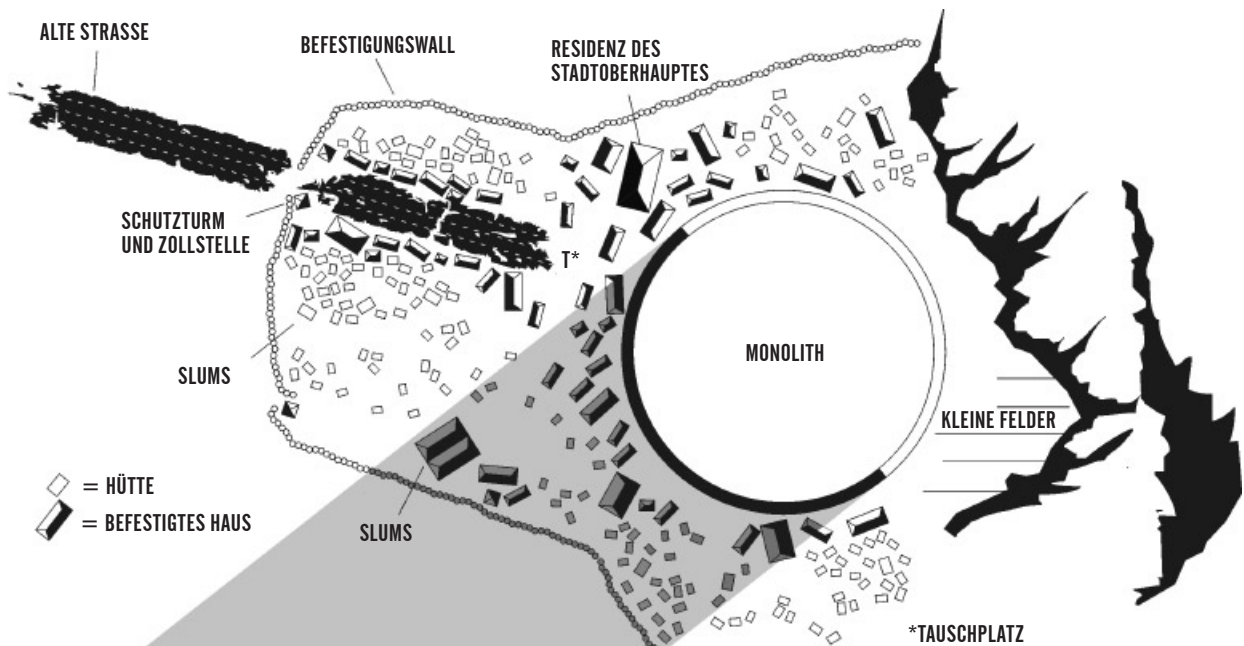 ALTE STRASSE
BEFESTIGUNGSWALL
RESIDENZ DES
STADTOBERHAUPTES
SCHUTZTURM
UND ZOLLSTELLE
T*
MONOLITH
SLUMS
KLEINE FELDER
= HÜTTE
= BEFESTIGTES HAUS
SLUMS
*TAUSCHPLATZ